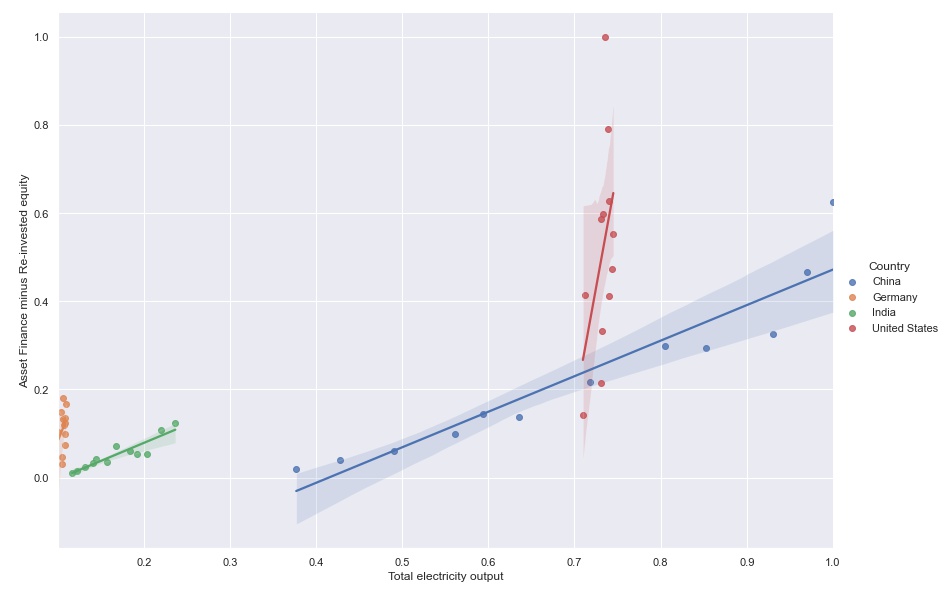 1.0
0.8
0.6
0.4
0.2
0.0
Asset Finance minus Re-invested equity
0.2 0.3 0.4 0.5 0.6 0.7 0.8 0.9 1.0
Total electricity output
Country
China
Germany
India
United States